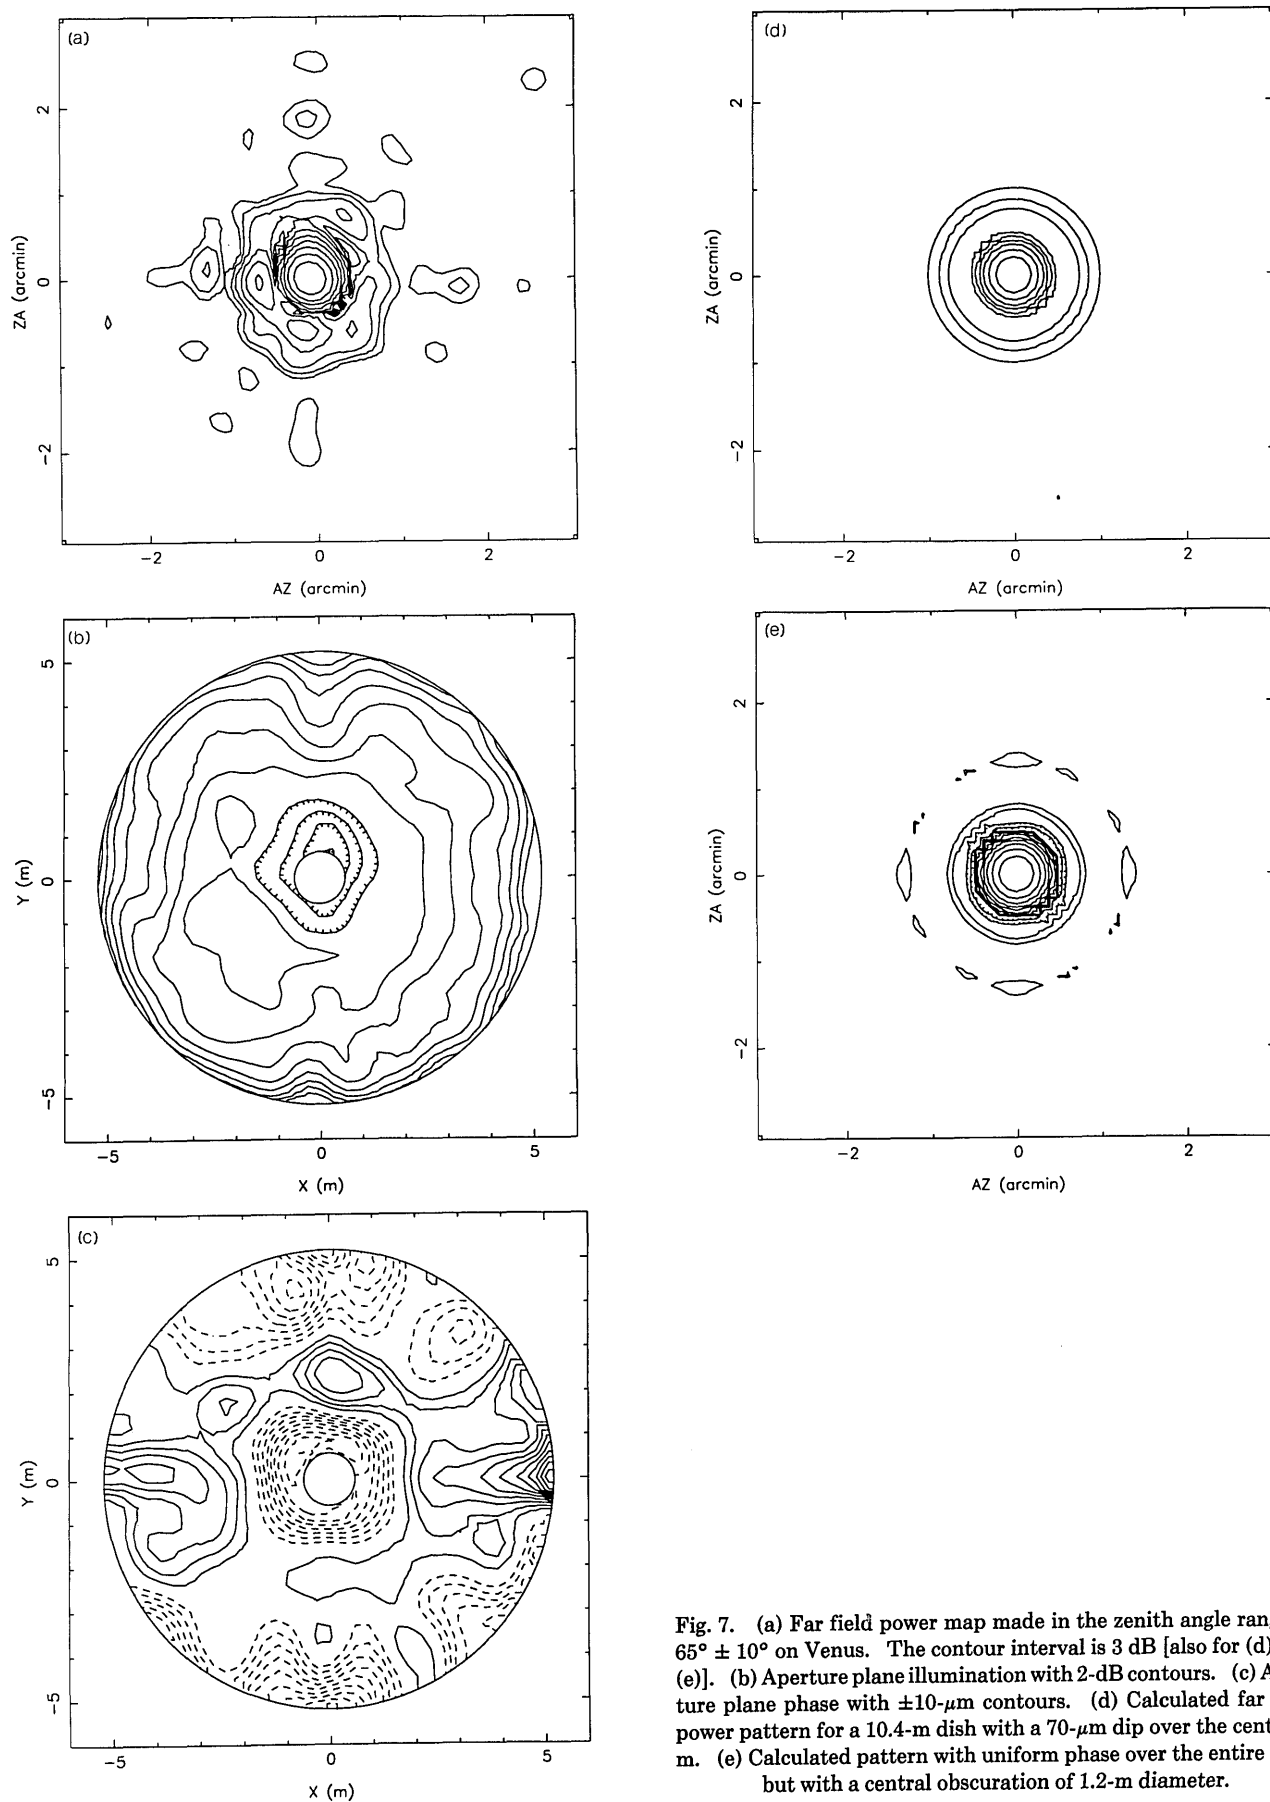 (a)
2
0
−2
ZA (arcmin)
−2 0 2
AZ (arcmin)
(b)
5
0
−5
Y (m)
−5 0 5
X (m)
(c)
5
0
−5
Y (m)
−5 0 5
X (m)
(d)
2
0
−2
ZA (arcmin)
−2 0 2
AZ (arcmin)
(e)
2
0
−2
ZA (arcmin)
−2 0 2
AZ (arcmin)
Fig. 7. (a) Far field power map made in the zenith angle ran
65° ± 10° on Venus. The contour interval is 3 dB [also for (d)
(e)]. (b) Aperture plane illumination with 2-dB contours. (c) A
ture plane phase with ±10-μm contours. (d) Calculated far
power pattern for a 10.4-m dish with a 70-μm dip over the cent
m. (e) Calculated pattern with uniform phase over the entire
but with a central obscuration of 1.2-m diameter.